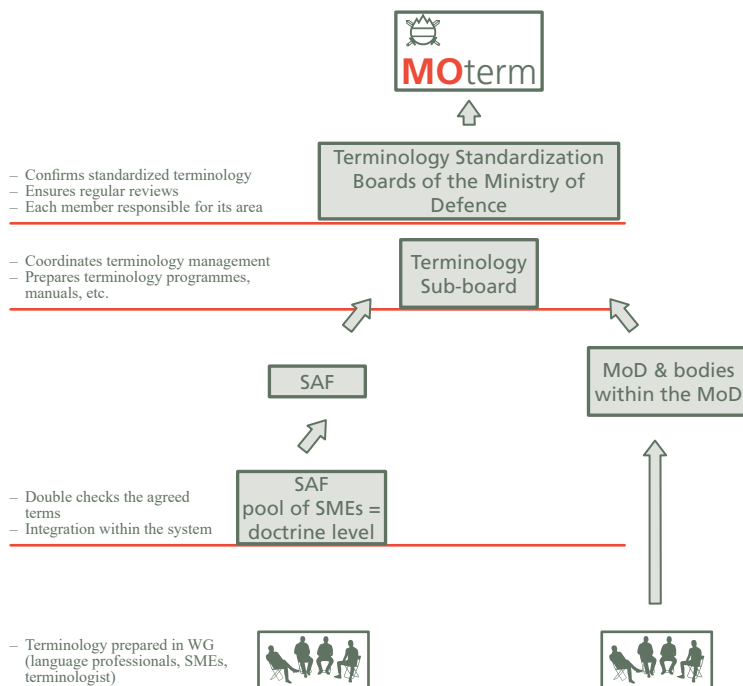 MOterm
Terminology Standardization
Boards of the Ministry of
Defence
– Confirms standardized terminology
– Ensures regular reviews
– Each member responsible for its area
– Coordinates terminology management
– Prepares terminology programmes,
manuals, etc.
Terminology
Sub-board
SAF
MoD & bodies
within the MoD
– Double checks the agreed
terms
– Integration within the system
SAF
pool of SMEs =
doctrine level
– Terminology prepared in WG
(language professionals, SMEs,
terminologist)